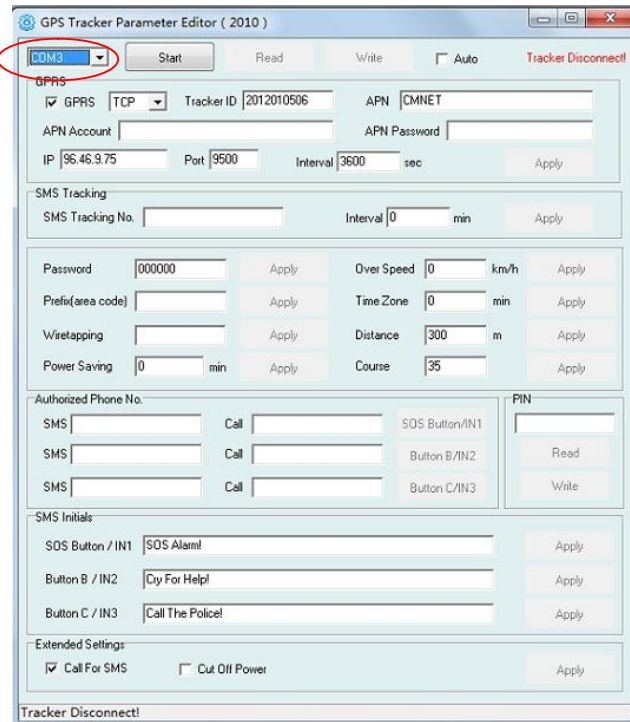 GPS Tracker Parameter Editor ( 2010 )
COM3 Start Read Write Auto Tracker Disconnect!
GPRS
GPRS TCP Tracker ID 2012010506 APN CMNET
APN Account APN Password
IP 96.46.9.75 Port 9500 Interval 3600 sec Apply
SMS Tracking
SMS Tracking No. Interval 0 min Apply
Password 000000 Apply Over Speed 0 km/h Apply
Prefix(area code) Apply Time Zone 0 min Apply
Wiretapping Apply Distance 300 m Apply
Power Saving 0 min Apply Course 35 Apply
Authorized Phone No. PIN
SMS Call SOS Button/IN1
SMS Call Button B/IN2 Read
SMS Call Button C/IN3 Write
SMS Initials
SOS Button / IN1 SOS Alarm! Apply
Button B / IN2 Cry For Help! Apply
Button C / IN3 Call The Police! Apply
Extended Settings
Call For SMS Cut Off Power Apply
Tracker Disconnect!